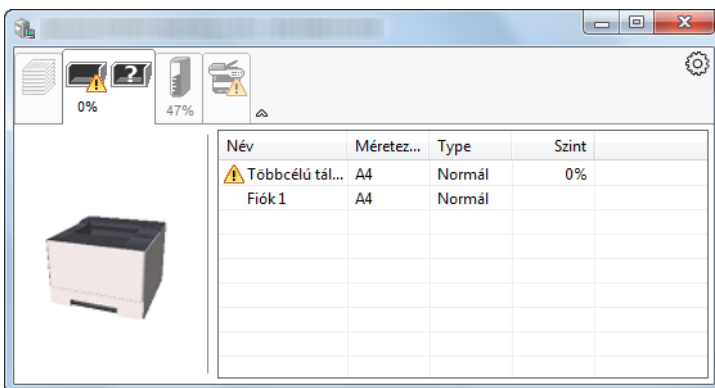 0%
47%
Név Méretez... Type Szint
Többcélú tál... A4 Normál 0%
Fiók 1 A4 Normál